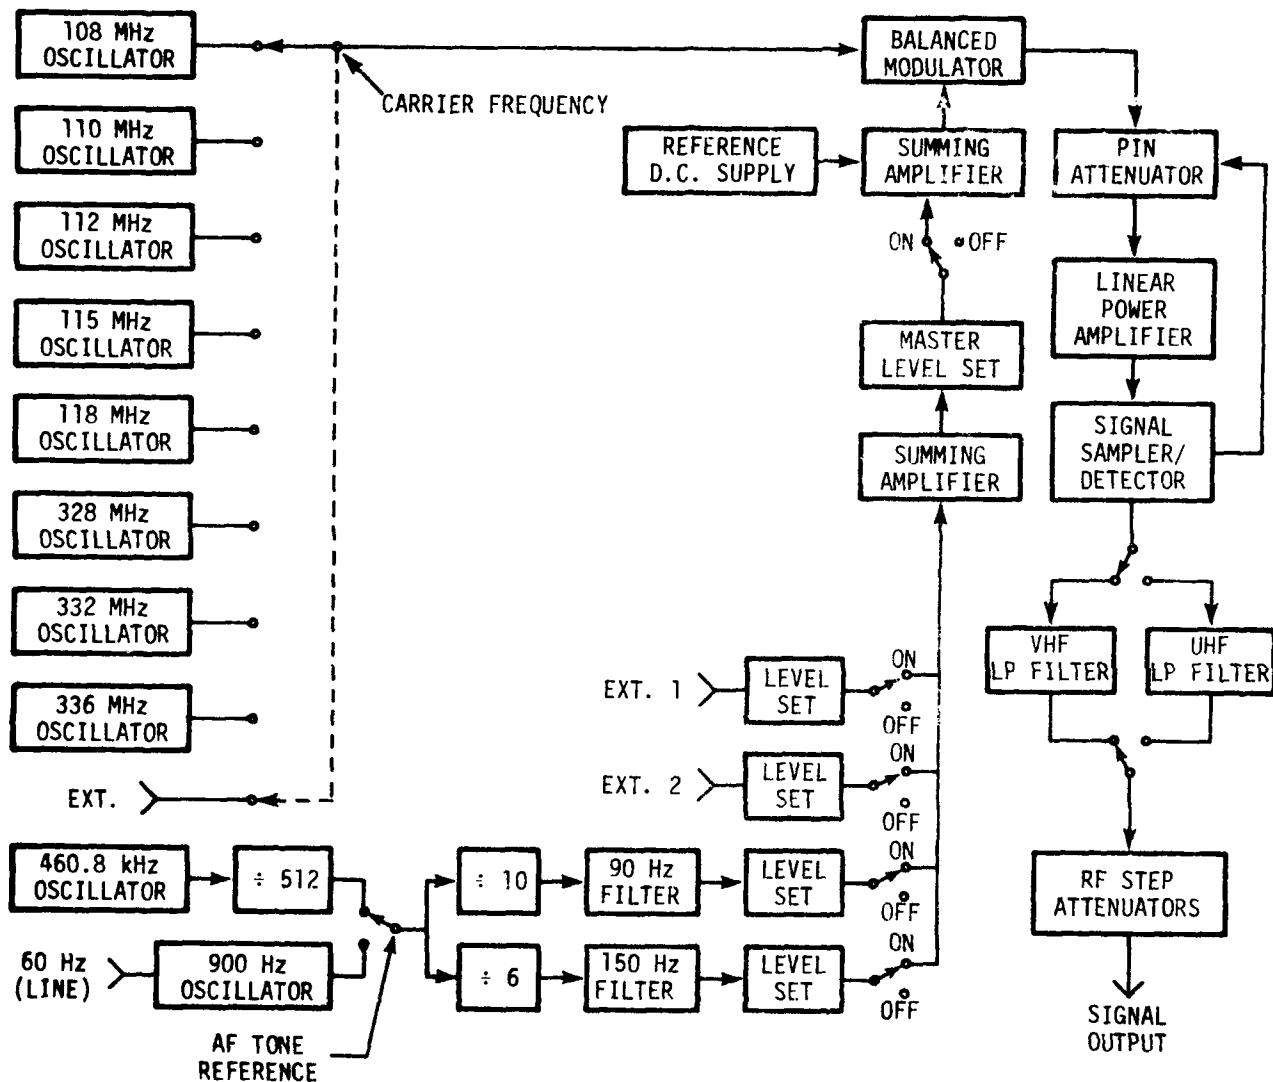 108 MHz
OSCILLATOR
110 MHz
OSCILLATOR
112 MHz
OSCILLATOR
115 MHz
OSCILLATOR
118 MHz
OSCILLATOR
328 MHz
OSCILLATOR
332 MHz
OSCILLATOR
336 MHz
OSCILLATOR
EXT.
CARRIER FREQUENCY
BALANCED
MODULATOR
REFERENCE
D.C. SUPPLY
SUMMING
AMPLIFIER
ON
OFF
MASTER
LEVEL SET
SUMMING
AMPLIFIER
PIN
ATTENUATOR
LINEAR
POWER
AMPLIFIER
SIGNAL
SAMPLER/
DETECTOR
VHF
LP FILTER
UHF
LP FILTER
RF STEP
ATTENUATORS
SIGNAL
OUTPUT
EXT. 1
LEVEL
SET
ON
OFF
EXT. 2
LEVEL
SET
ON
OFF
460.8 kHz
OSCILLATOR
÷ 512
÷ 10
90 Hz
FILTER
LEVEL
SET
ON
OFF
60 Hz
(LINE)
900 Hz
OSCILLATOR
÷ 6
150 Hz
FILTER
LEVEL
SET
ON
OFF
AF TONE
REFERENCE